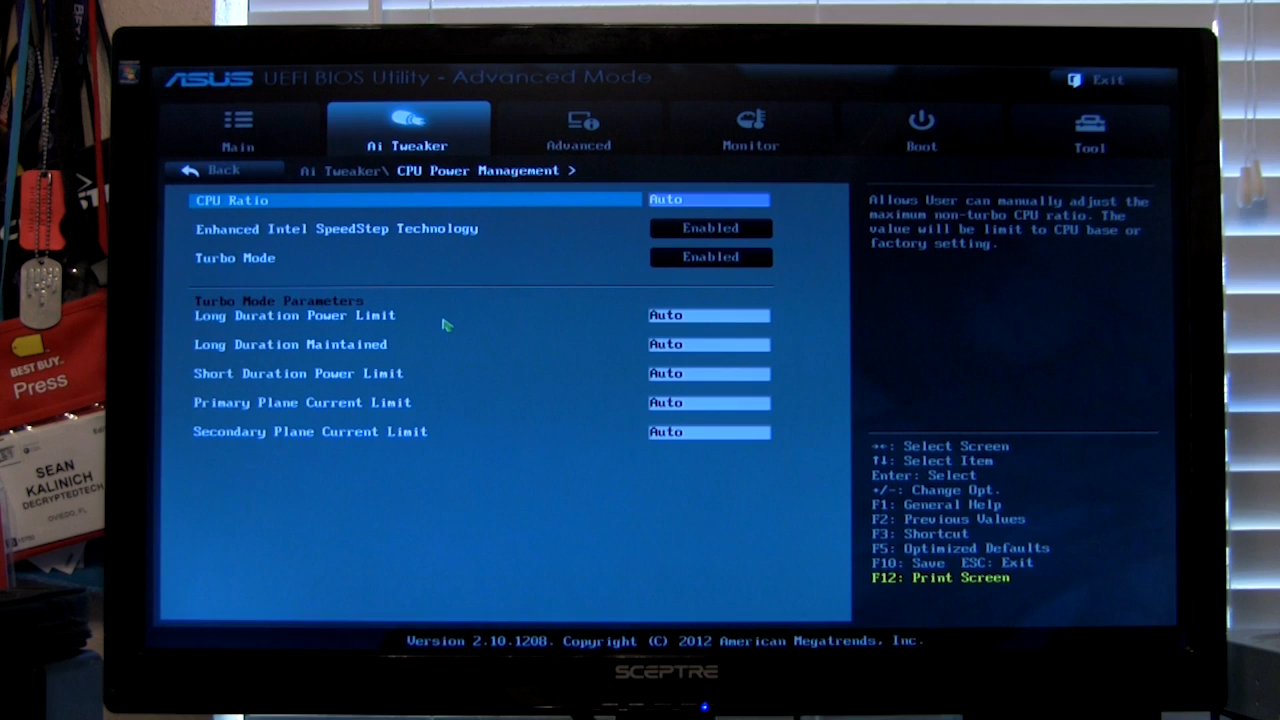 ASUS UEFI BIOS Utility - Advanced Mode
Exit
Main
Ai Tweaker
Advanced
Monitor
Boot
Tool
Back
Ai Tweaker\ CPU Power Management >
CPU Ratio Auto
Enhanced Intel SpeedStep Technology Enabled
Turbo Mode Enabled
Turbo Mode Parameters
Long Duration Power Limit Auto
Long Duration Maintained Auto
Short Duration Power Limit Auto
Primary Plane Current Limit Auto
Secondary Plane Current Limit Auto
Allows User can manually adjust the
maximum non-turbo CPU ratio. The
value will be limit to CPU base or
factory setting.
→←: Select Screen
↑↓: Select Item
Enter: Select
+/-: Change Opt.
F1: General Help
F2: Previous Values
F3: Shortcut
F5: Optimized Defaults
F10: Save ESC: Exit
F12: Print Screen
Version 2.10.1208. Copyright (C) 2012 American Megatrends, Inc.
SCEPTRE
BEST BUY
Press
SEAN
KALINICH
DECRYPTEDTECH
OVIEDO, FL